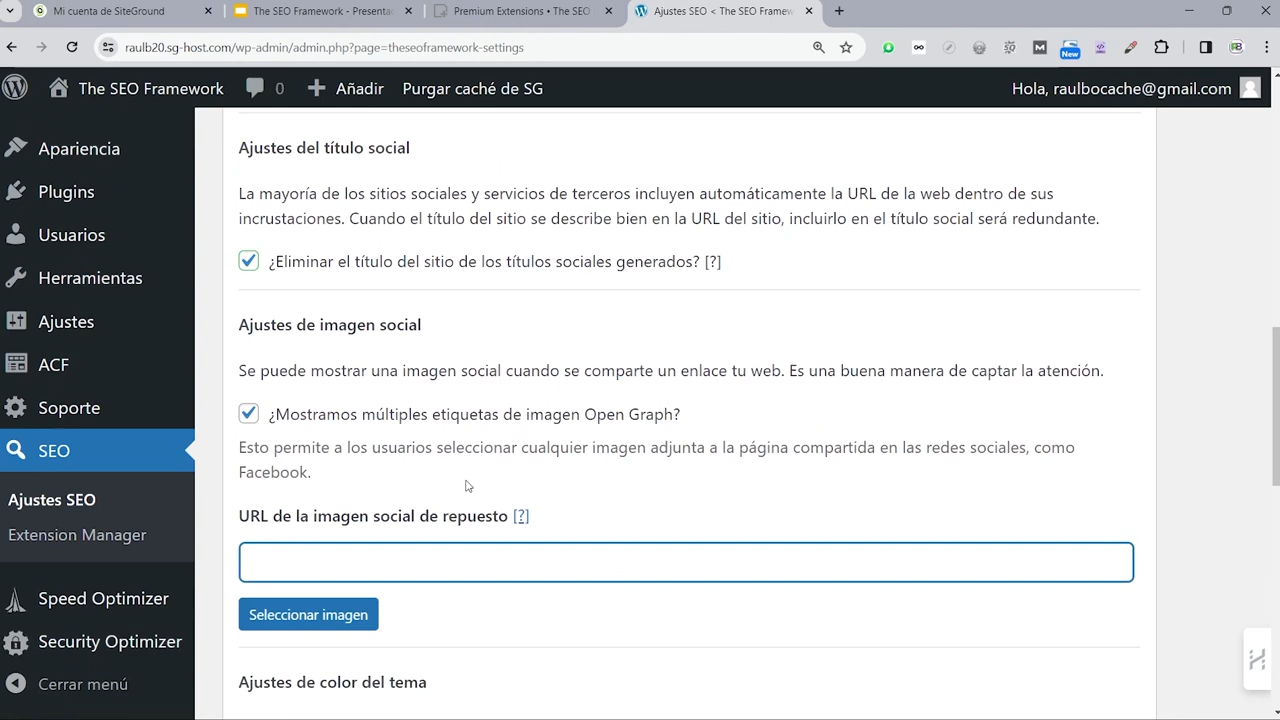 Mi cuenta de SiteGround
The SEO Framework - Presentac
Premium Extensions • The SEO
Ajustes SEO < The SEO Framew
raulb20.sg-host.com/wp-admin/admin.php?page=theseoframework-settings
New
The SEO Framework
0
Añadir
Purgar caché de SG
Hola, raulbocache@gmail.com
Apariencia
Plugins
Usuarios
Herramientas
Ajustes
ACF
Soporte
SEO
Ajustes SEO
Extension Manager
Speed Optimizer
Security Optimizer
Cerrar menú
Ajustes del título social
La mayoría de los sitios sociales y servicios de terceros incluyen automáticamente la URL de la web dentro de sus
incrustaciones. Cuando el título del sitio se describe bien en la URL del sitio, incluirlo en el título social será redundante.
¿Eliminar el título del sitio de los títulos sociales generados? [?]
Ajustes de imagen social
Se puede mostrar una imagen social cuando se comparte un enlace tu web. Es una buena manera de captar la atención.
¿Mostramos múltiples etiquetas de imagen Open Graph?
Esto permite a los usuarios seleccionar cualquier imagen adjunta a la página compartida en las redes sociales, como
Facebook.
URL de la imagen social de repuesto [?]
Seleccionar imagen
Ajustes de color del tema